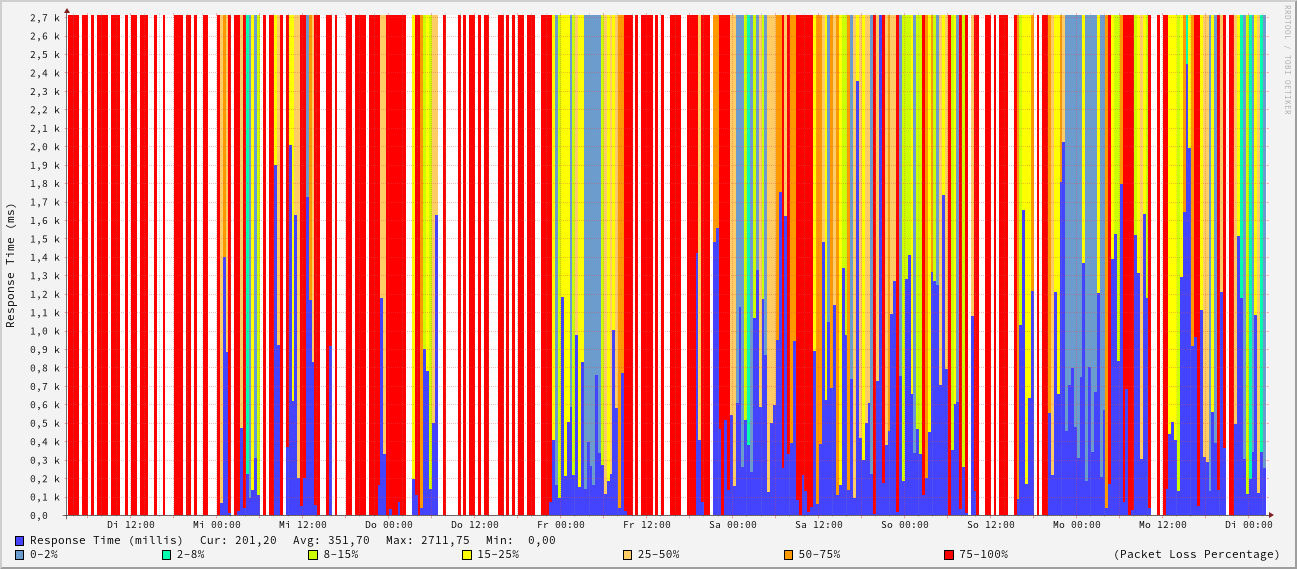 RRDTOOL / TOBI OETIKER
Response Time (ms)
2,7 k
2,6 k
2,5 k
2,4 k
2,3 k
2,2 k
2,1 k
2,0 k
1,9 k
1,8 k
1,7 k
1,6 k
1,5 k
1,4 k
1,3 k
1,2 k
1,1 k
1,0 k
0,9 k
0,8 k
0,7 k
0,6 k
0,5 k
0,4 k
0,3 k
0,2 k
0,1 k
0,0
Di 12:00 Mi 00:00 Mi 12:00 Do 00:00 Do 12:00 Fr 00:00 Fr 12:00 Sa 00:00 Sa 12:00 So 00:00 So 12:00 Mo 00:00 Mo 12:00 Di 00:00
Response Time (millis) Cur: 201,20 Avg: 351,70 Max: 2711,75 Min: 0,00
0-2% 2-8% 8-15% 15-25% 25-50% 50-75% 75-100% (Packet Loss Percentage)